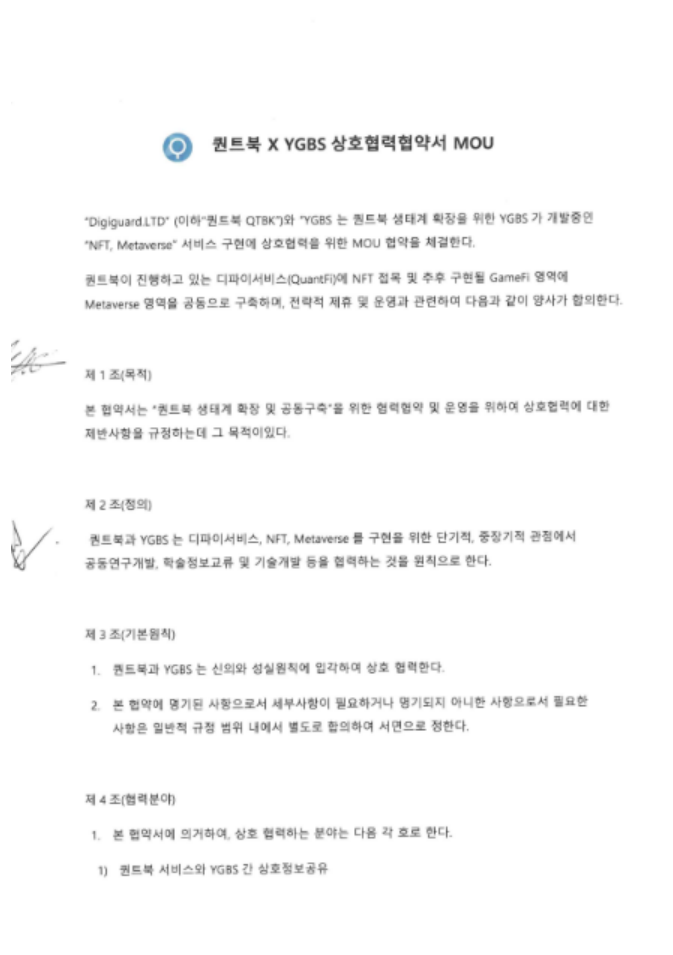 퀀트북 X YGBS 상호협력협약서 MOU
"Digiguard.LTD" (이하"퀀트북 QTBK")와 "YGBS 는 퀀트북 생태계 확장을 위한 YGBS 가 개발중인
"NFT, Metaverse" 서비스 구현에 상호협력을 위한 MOU 협약을 체결한다.
퀀트북이 진행하고 있는 디파이서비스(QuantFi)에 NFT 접목 및 추후 구현될 GameFi 영역에
Metaverse 영역을 공동으로 구축하며, 전략적 제휴 및 운영과 관련하여 다음과 같이 양사가 합의한다.
제 1 조(목적)
본 협약서는 "퀀트북 생태계 확장 및 공동구축"을 위한 협력협약 및 운영을 위하여 상호협력에 대한
제반사항을 규정하는데 그 목적이있다.
제 2 조(정의)
퀀트북과 YGBS 는 디파이서비스, NFT, Metaverse 를 구현을 위한 단기적, 중장기적 관점에서
공동연구개발, 학술정보교류 및 기술개발 등을 협력하는 것을 원칙으로 한다.
제 3 조(기본원칙)
1. 퀀트북과 YGBS 는 신의와 성실원칙에 입각하여 상호 협력한다.
2. 본 협약에 명기된 사항으로서 세부사항이 필요하거나 명기되지 아니한 사항으로서 필요한
사항은 일반적 규정 범위 내에서 별도로 합의하여 서면으로 정한다.
제 4 조(협력분야)
1. 본 협약서에 의거하여, 상호 협력하는 분야는 다음 각 호로 한다.
1) 퀀트북 서비스와 YGBS 간 상호정보공유